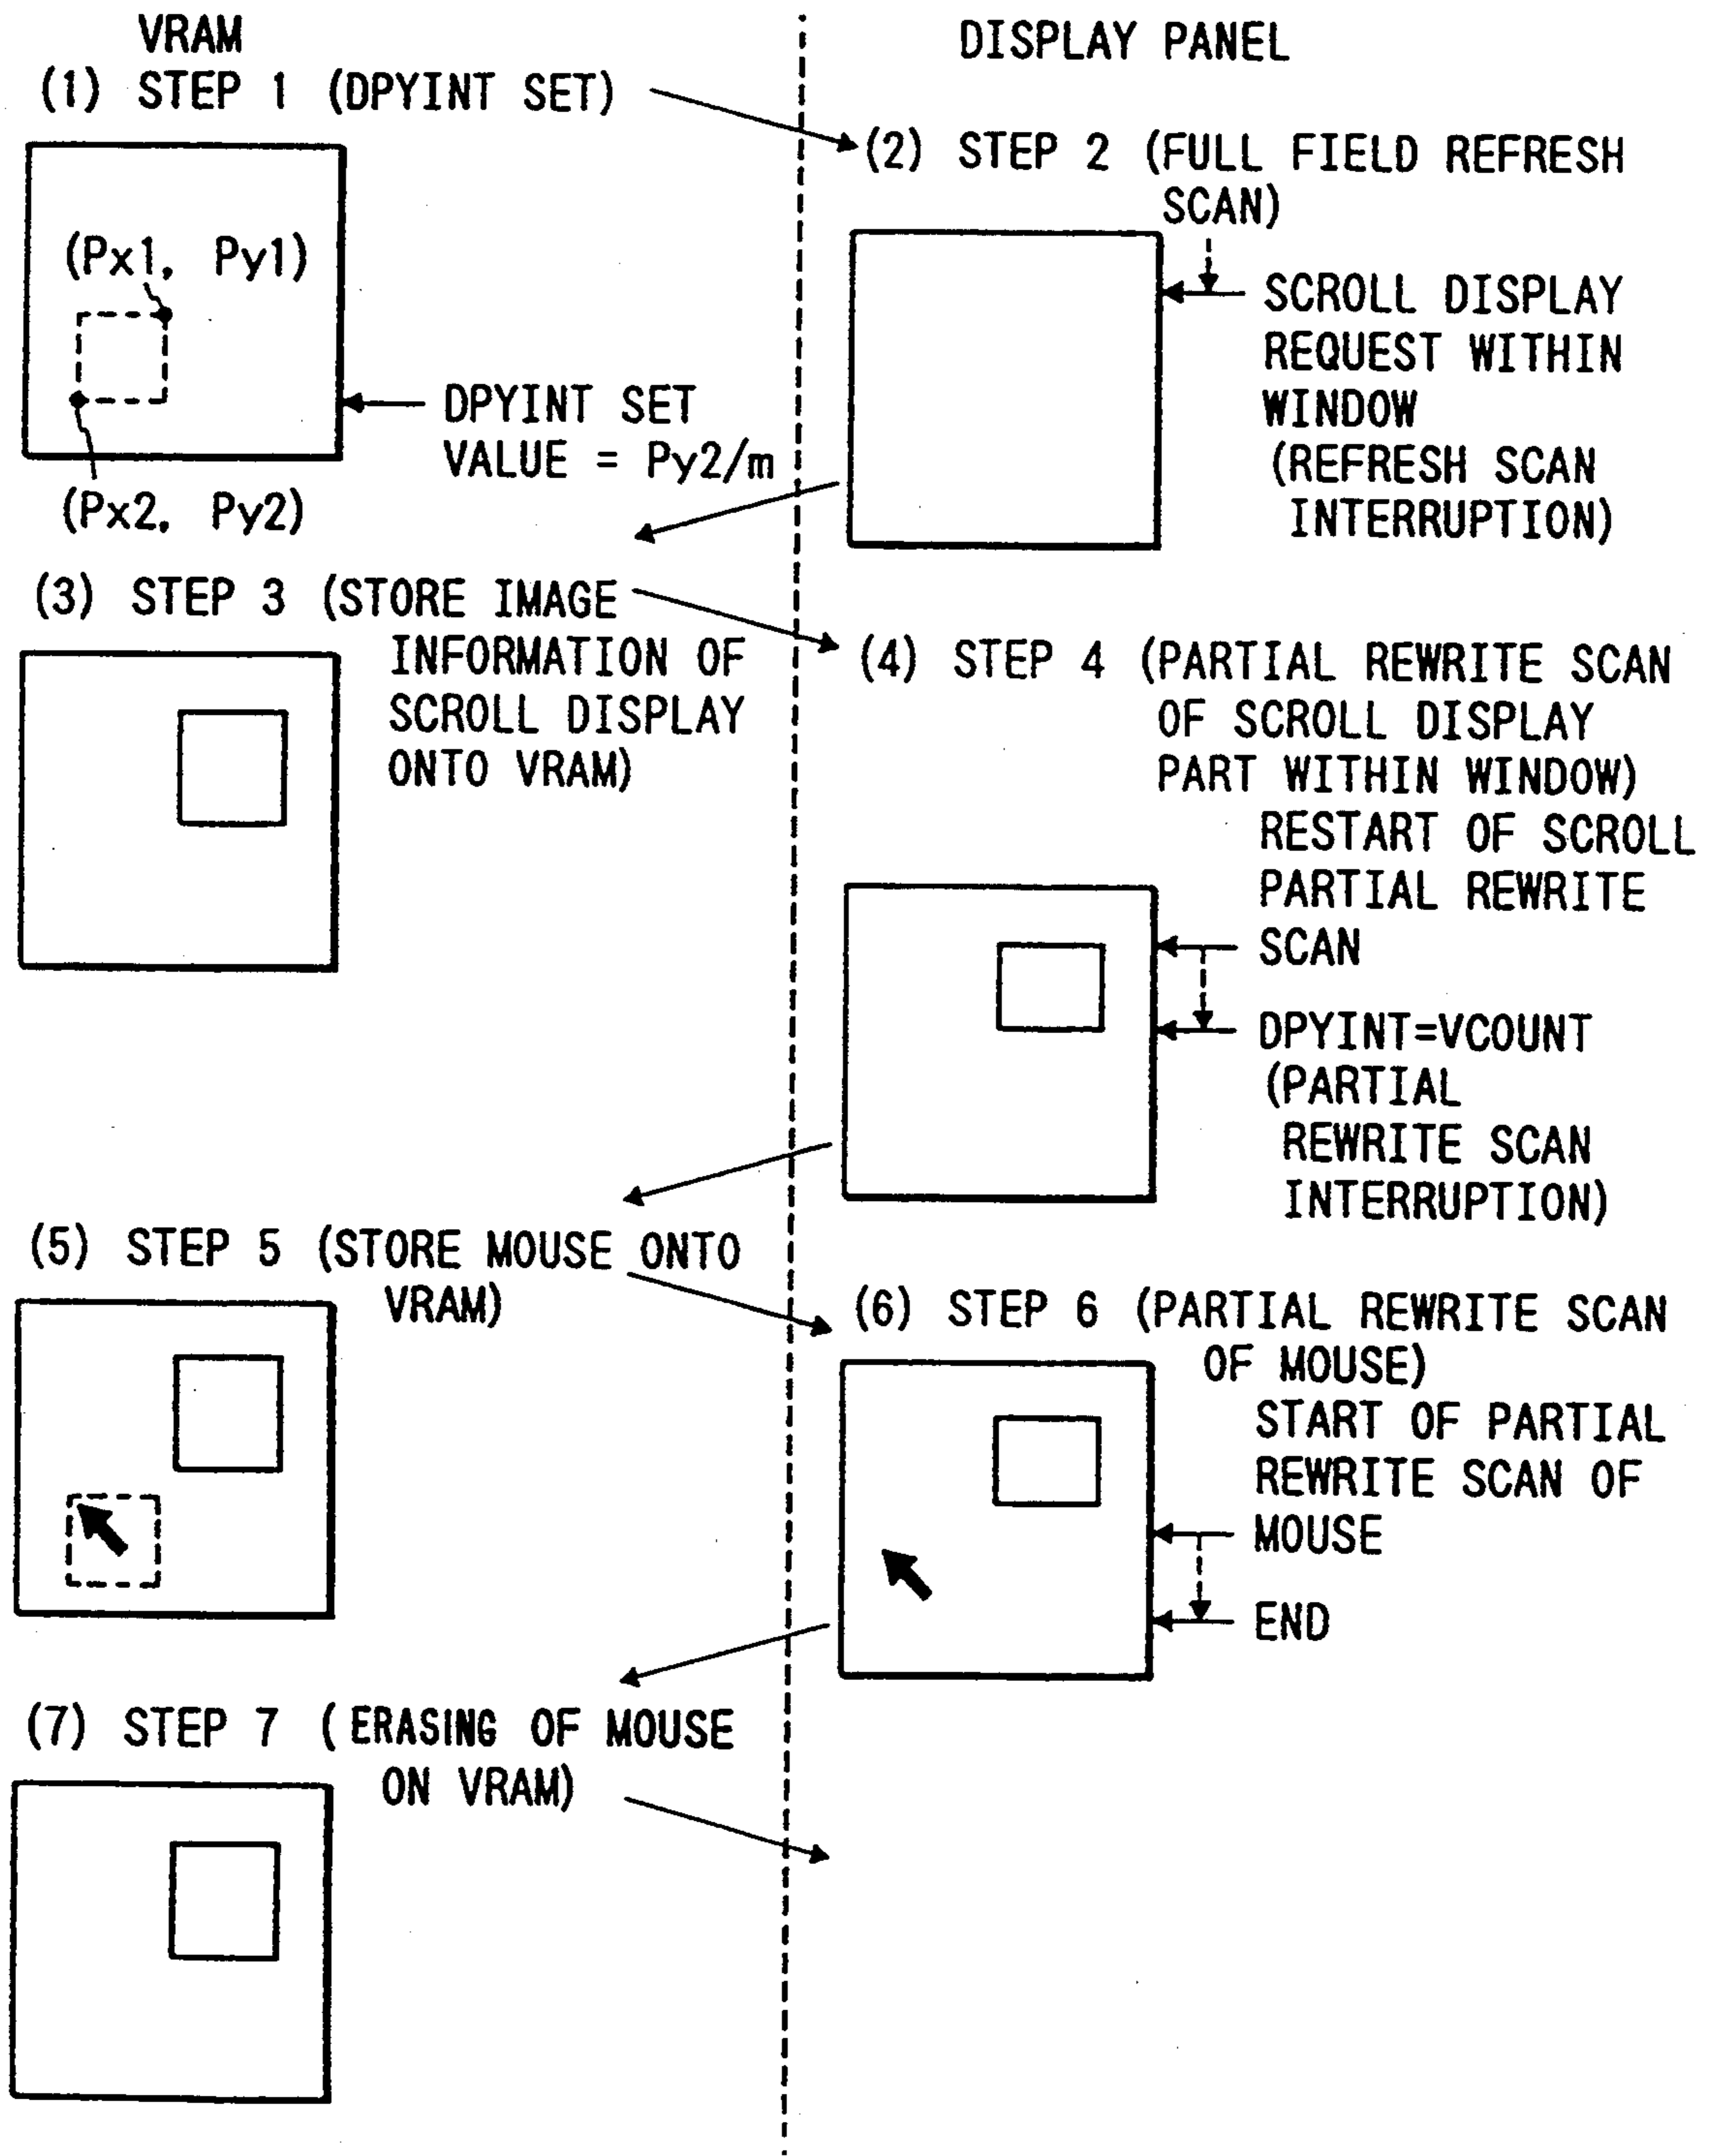 VRAM
DISPLAY PANEL
(1) STEP 1 (DPYINT SET)
(2) STEP 2 (FULL FIELD REFRESH
SCAN)
(Px1, Py1)
SCROLL DISPLAY
REQUEST WITHIN
WINDOW
(REFRESH SCAN
INTERRUPTION)
DPYINT SET
VALUE = Py2/m
(Px2, Py2)
(3) STEP 3 (STORE IMAGE
INFORMATION OF
SCROLL DISPLAY
ONTO VRAM)
(4) STEP 4 (PARTIAL REWRITE SCAN
OF SCROLL DISPLAY
PART WITHIN WINDOW)
RESTART OF SCROLL
PARTIAL REWRITE
SCAN
DPYINT=VCOUNT
(PARTIAL
REWRITE SCAN
INTERRUPTION)
(5) STEP 5 (STORE MOUSE ONTO
VRAM)
(6) STEP 6 (PARTIAL REWRITE SCAN
OF MOUSE)
START OF PARTIAL
REWRITE SCAN OF
MOUSE
END
(7) STEP 7 (ERASING OF MOUSE
ON VRAM)